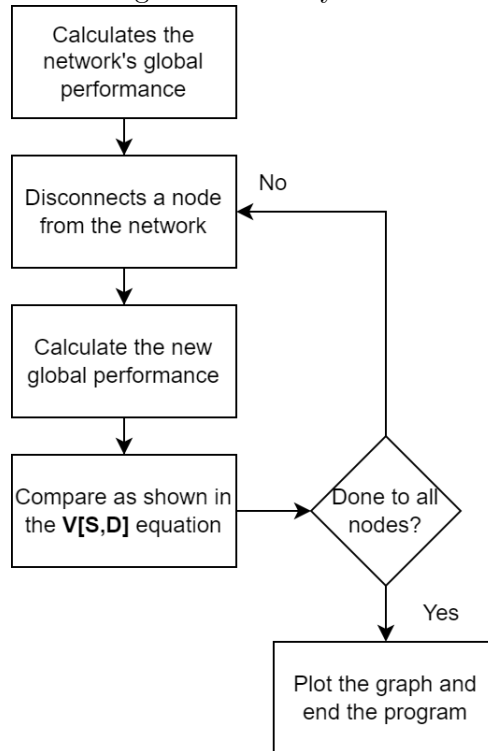 Calculates the
network's global
performance
Disconnects a node
from the network
No
Calculate the new
global performance
Compare as shown in
the V[S,D] equation
Done to all
nodes?
Yes
Plot the graph and
end the program